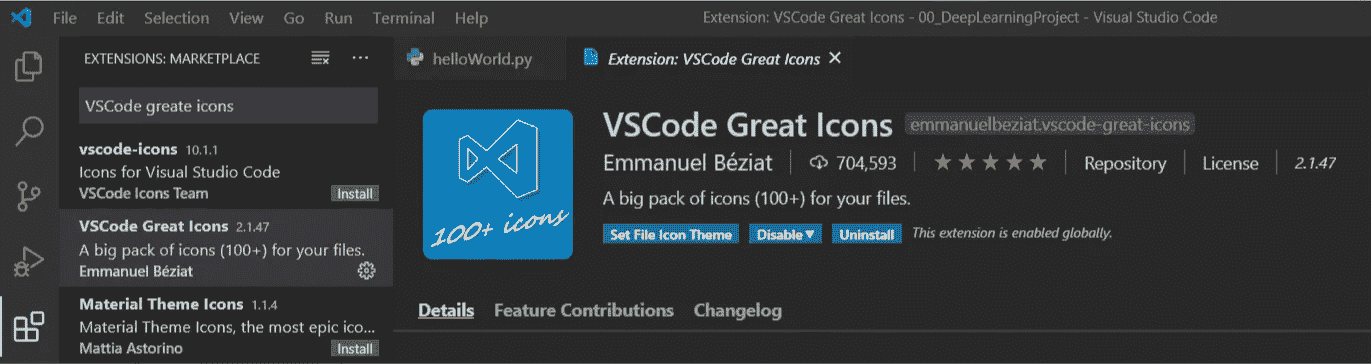 File Edit Selection View Go Run Terminal Help Extension: VSCode Great Icons - 00_DeepLearningProject - Visual Studio Code
EXTENSIONS: MARKETPLACE
VSCode greate icons
vscode-icons 10.1.1
Icons for Visual Studio Code
VSCode Icons Team Install
VSCode Great Icons 2.1.47
A big pack of icons (100+) for your files.
Emmanuel Béziat
Material Theme Icons 1.1.4
Material Theme Icons, the most epic ico...
Mattia Astorino Install
helloWorld.py Extension: VSCode Great Icons
100+ icons
VSCode Great Icons emmanuelbeziat.vscode-great-icons
Emmanuel Béziat 704,593 Repository License 2.1.47
A big pack of icons (100+) for your files.
Set File Icon Theme Disable Uninstall This extension is enabled globally.
Details Feature Contributions Changelog